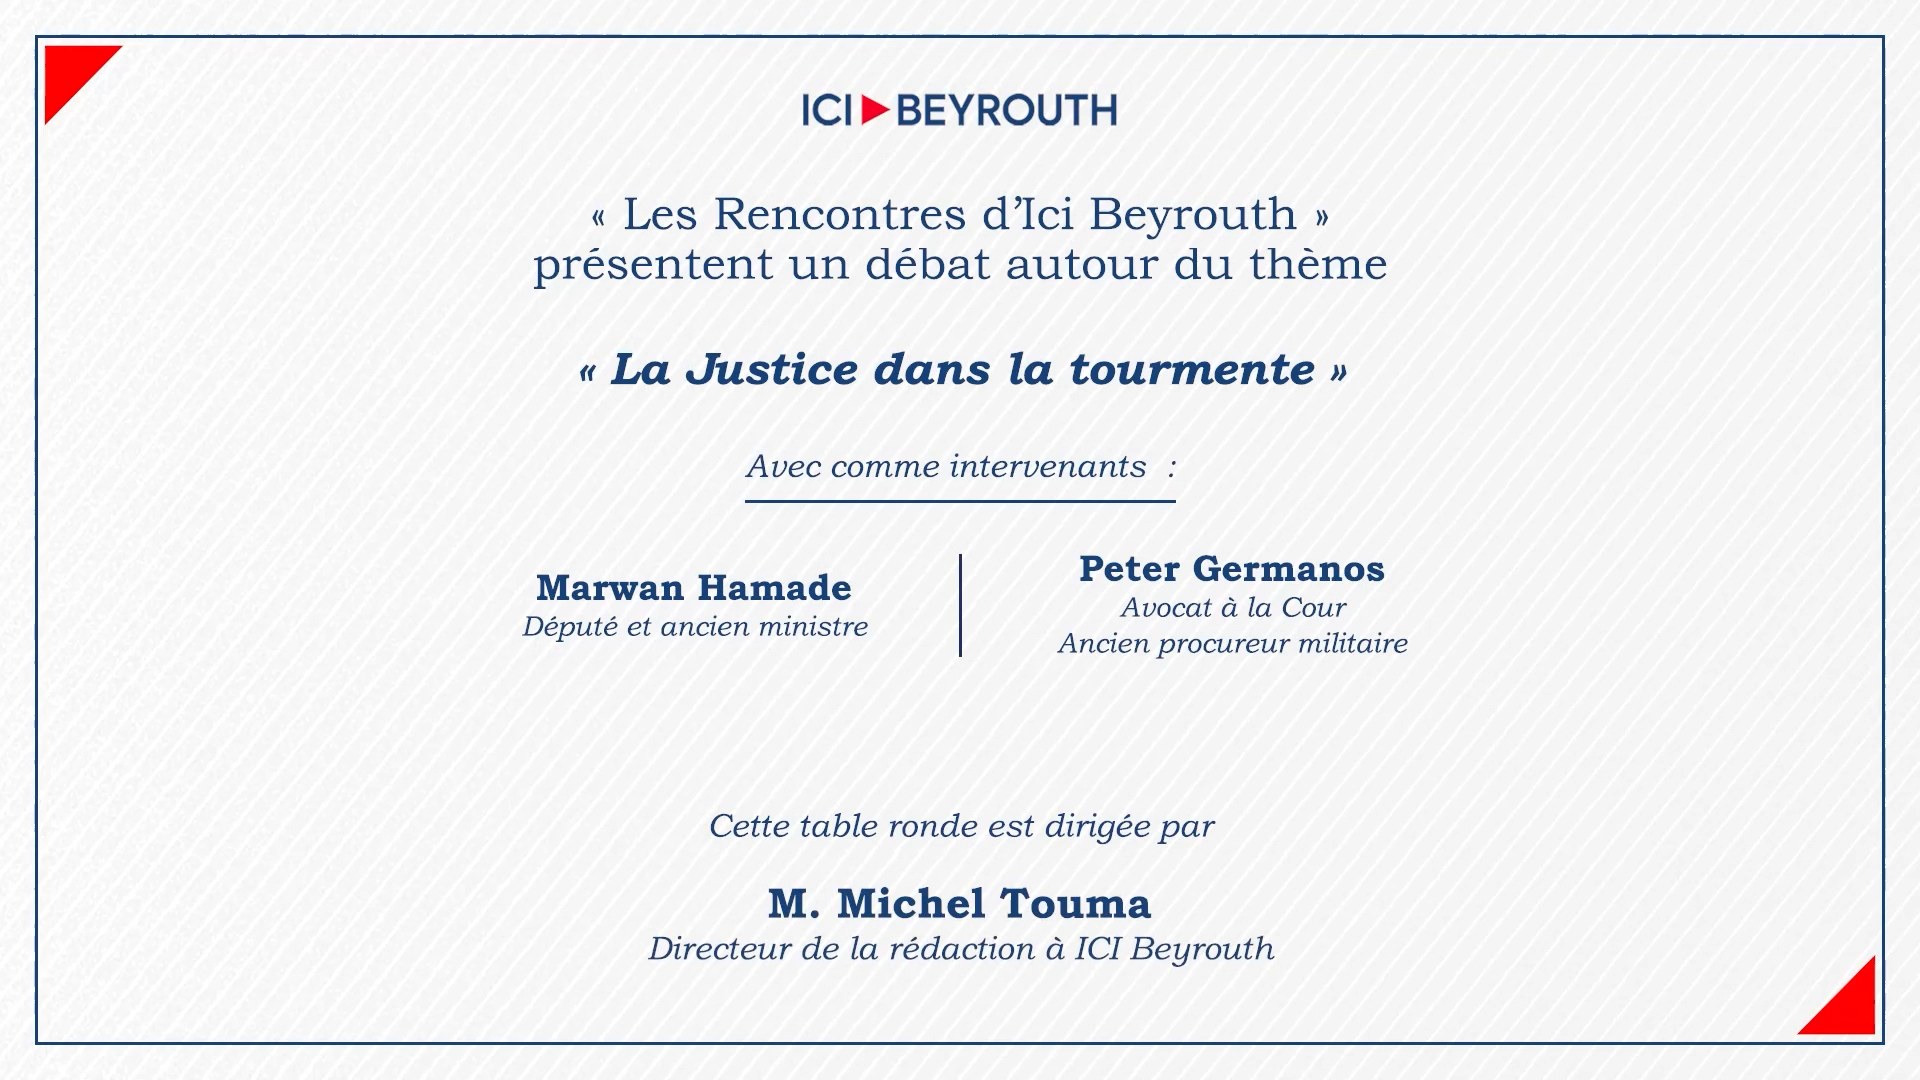 ICI BEYROUTH
« Les Rencontres d’Ici Beyrouth »
présentent un débat autour du thème
« La Justice dans la tourmente »
Avec comme intervenants  :
Marwan Hamade
Député et ancien ministre
Peter Germanos
Avocat à la Cour
Ancien procureur militaire
Cette table ronde est dirigée par
M. Michel Touma
Directeur de la rédaction à ICI Beyrouth